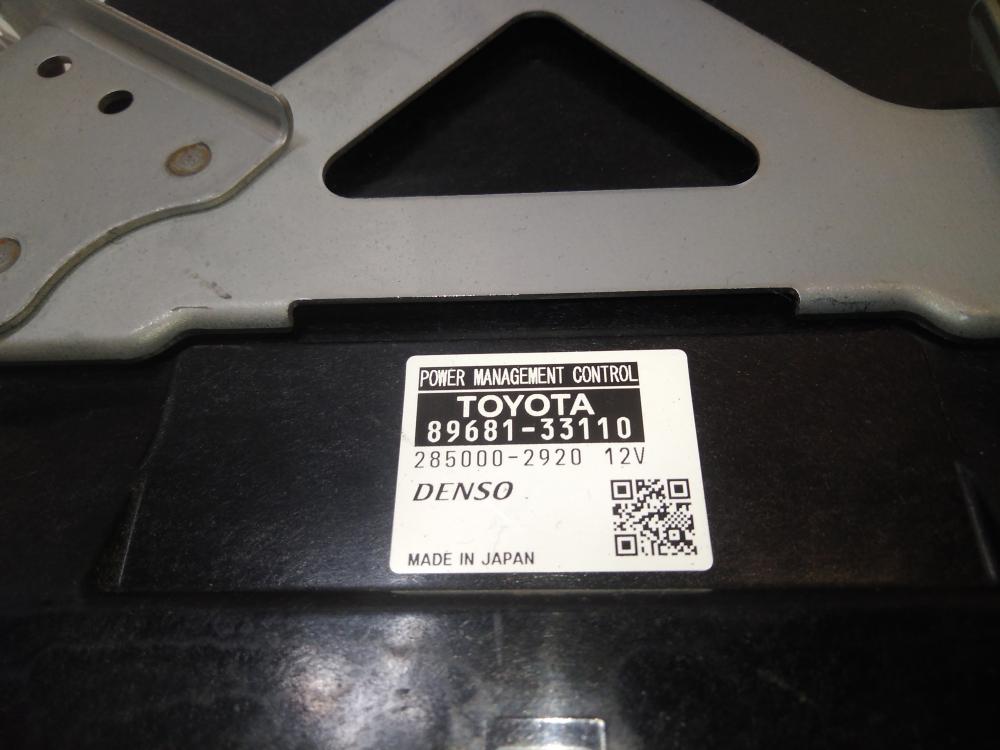 POWER MANAGEMENT CONTROL
TOYOTA
89681-33110
285000-2920 12V
DENSO
MADE IN JAPAN